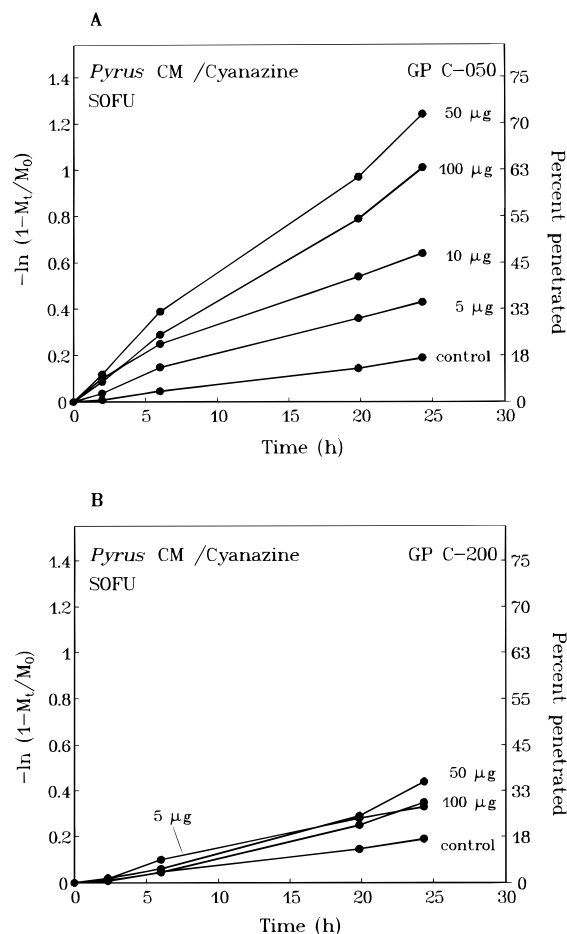 A
Pyrus CM /Cyanazine GP C-050
SOFU
50 μg
100 μg
10 μg
5 μg
control
1.4
1.2
1
0.8
0.6
0.4
0.2
0
-ln (1-Mt/M0)
75
70
63
55
45
33
18
0
Percent penetrated
0 5 10 15 20 25 30
Time (h)
B
Pyrus CM /Cyanazine GP C-200
SOFU
50 μg
100 μg
5 μg
control
1.4
1.2
1
0.8
0.6
0.4
0.2
0
-ln (1-Mt/M0)
75
70
63
55
45
33
18
0
Percent penetrated
0 5 10 15 20 25 30
Time (h)